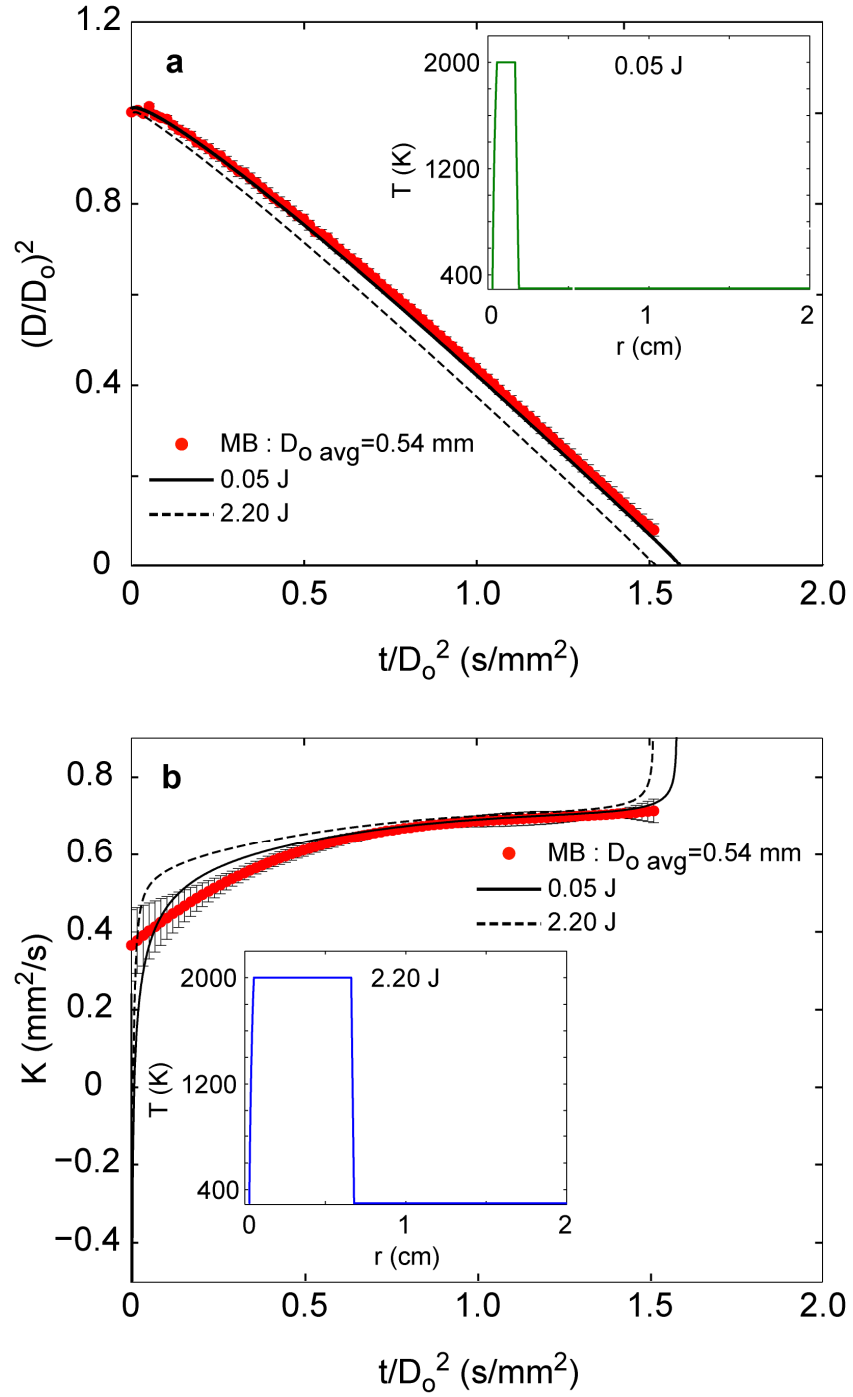 a
1.2
0.8
0.4
0
(D/Do)²
0.05 J
2000
1200
400
T (K)
0 1 2
r (cm)
MB : Do avg=0.54 mm
0.05 J
2.20 J
0 0.5 1.0 1.5 2.0
t/Do² (s/mm²)
b
0.8
0.6
0.4
0.2
0
−0.2
−0.4
K (mm²/s)
MB : Do avg=0.54 mm
0.05 J
2.20 J
2.20 J
2000
1200
400
T (K)
0 1 2
r (cm)
0 0.5 1.0 1.5 2.0
t/Do² (s/mm²)